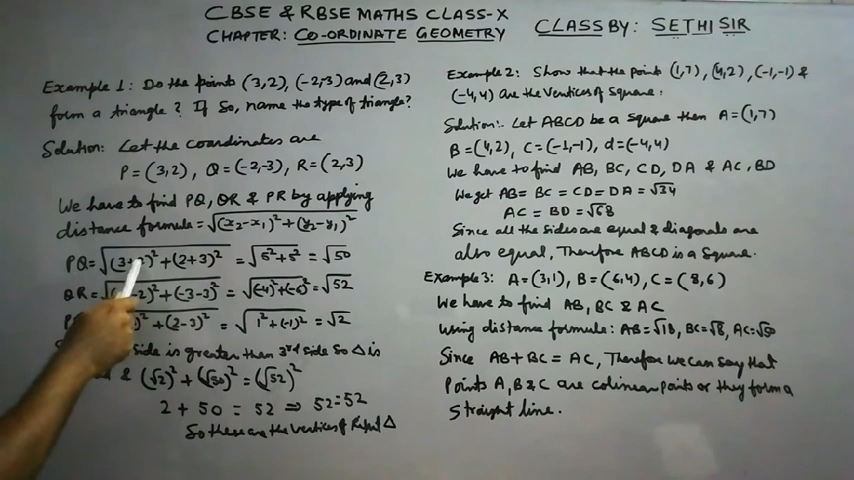 CBSE & RBSE MATHS CLASS-X
CHAPTER: CO-ORDINATE GEOMETRY
CLASS BY: SETHI SIR
Example 1: Do the points (3,2), (-2,-3) and (2,3)
form a triangle? If So, name the type of triangle?
Solution: Let the coordinates are
P = (3,2), Q = (-2,-3), R = (2,3)
We have to find PQ, QR & PR by applying
distance formula = √(x₂-x₁)² + (y₂-y₁)²
PQ = √(3+2)² + (2+3)² = √5²+5² = √50
QR = √(-2)² + (-3-3)² = √(-4)²+(-6)² = √52
)² + (2-3)² = √1²+(-1)² = √2
side is greater than 3rd side So △ is
& (√2)² + (√50)² = (√52)²
2 + 50 = 52 ⇒ 52=52
So these are the vertices of Right △
Example 2: Show that the point (1,7), (4,2), (-1,-1) &
(-4,4) are the vertices of Square.
Solution:- Let ABCD be a Square then A = (1,7)
B = (4,2), C = (-1,-1), d = (-4,4)
We have to find AB, BC, CD, DA & AC, BD
We get AB = BC = CD = DA = √34
AC = BD = √68
Since all the sides are equal & diagonals are
also equal, Therefore ABCD is a Square.
Example 3: A = (3,1), B = (6,4), C = (8,6)
We have to find AB, BC & AC
Using distance formula: AB=√18, BC=√8, AC=√50
Since AB + BC = AC, Therefor we can say that
Points A, B & C are colinear points or they form a
Straight line.